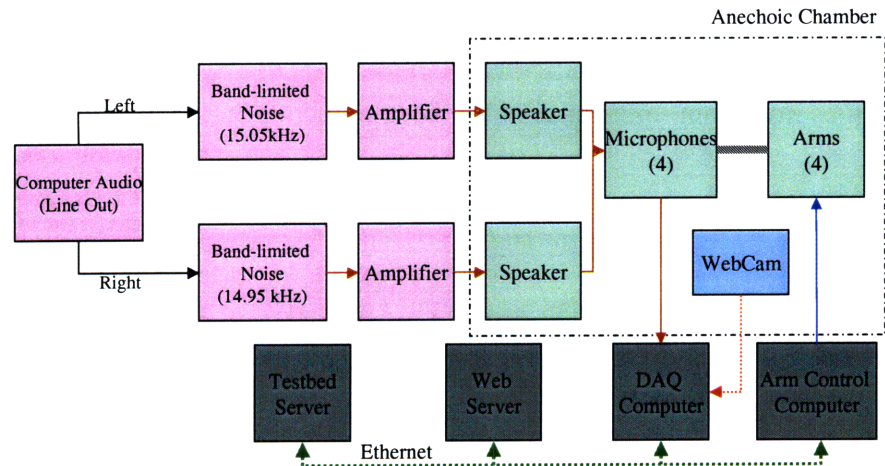 Anechoic Chamber
Left
Band-limited
Noise
(15.05kHz)
Amplifier
Speaker
Microphones
(4)
Arms
(4)
Computer Audio
(Line Out)
Right
Band-limited
Noise
(14.95 kHz)
Amplifier
Speaker
WebCam
Testbed
Server
Web
Server
DAQ
Computer
Arm Control
Computer
Ethernet